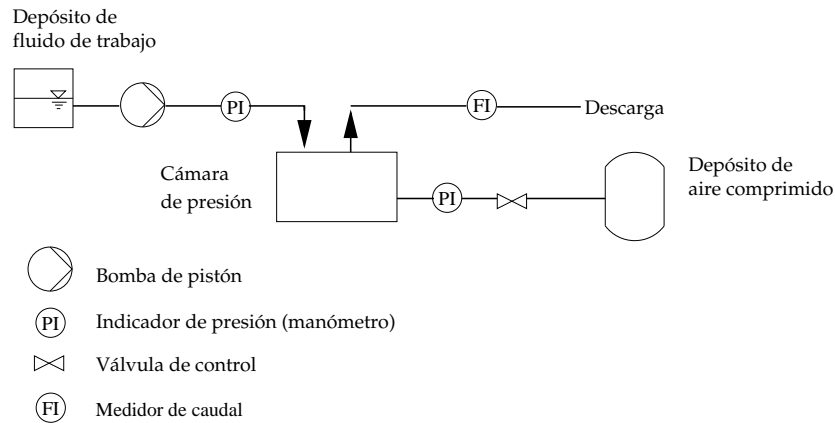 Depósito de
fluido de trabajo
PI
FI
Descarga
Cámara
de presión
PI
Depósito de
aire comprimido
Bomba de pistón
PI
Indicador de presión (manómetro)
Válvula de control
FI
Medidor de caudal